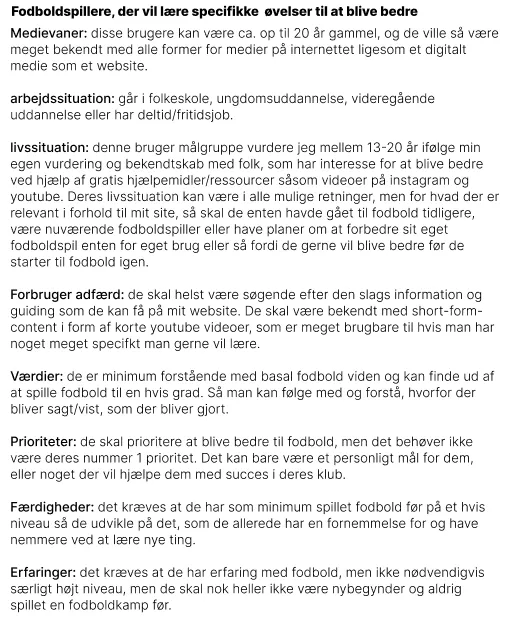 Fodboldspillere, der vil lære specifikke  øvelser til at blive bedre
Medievaner: disse brugere kan være ca. op til 20 år gammel, og de ville så være
meget bekendt med alle former for medier på internettet ligesom et digitalt
medie som et website.
arbejdssituation: går i folkeskole, ungdomsuddannelse, videregående
uddannelse eller har deltid/fritidsjob.
livssituation: denne bruger målgruppe vurdere jeg mellem 13-20 år ifølge min
egen vurdering og bekendtskab med folk, som har interesse for at blive bedre
ved hjælp af gratis hjælpemidler/ressourcer såsom videoer på instagram og
youtube. Deres livssituation kan være i alle mulige retninger, men for hvad der er
relevant i forhold til mit site, så skal de enten havde gået til fodbold tidligere,
være nuværende fodboldspiller eller have planer om at forbedre sit eget
fodboldspil enten for eget brug eller så fordi de gerne vil blive bedre før de
starter til fodbold igen.
Forbruger adfærd: de skal helst være søgende efter den slags information og
guiding som de kan få på mit website. De skal være bekendt med short-form-
content i form af korte youtube videoer, som er meget brugbare til hvis man har
noget meget specifkt man gerne vil lære.
Værdier: de er minimum forstående med basal fodbold viden og kan finde ud af
at spille fodbold til en hvis grad. Så man kan følge med og forstå, hvorfor der
bliver sagt/vist, som der bliver gjort.
Prioriteter: de skal prioritere at blive bedre til fodbold, men det behøver ikke
være deres nummer 1 prioritet. Det kan bare være et personligt mål for dem,
eller noget der vil hjælpe dem med succes i deres klub.
Færdigheder: det kræves at de har som minimum spillet fodbold før på et hvis
niveau så de udvikle på det, som de allerede har en fornemmelse for og have
nemmere ved at lære nye ting.
Erfaringer: det kræves at de har erfaring med fodbold, men ikke nødvendigvis
særligt højt niveau, men de skal nok heller ikke være nybegynder og aldrig
spillet en fodboldkamp før.